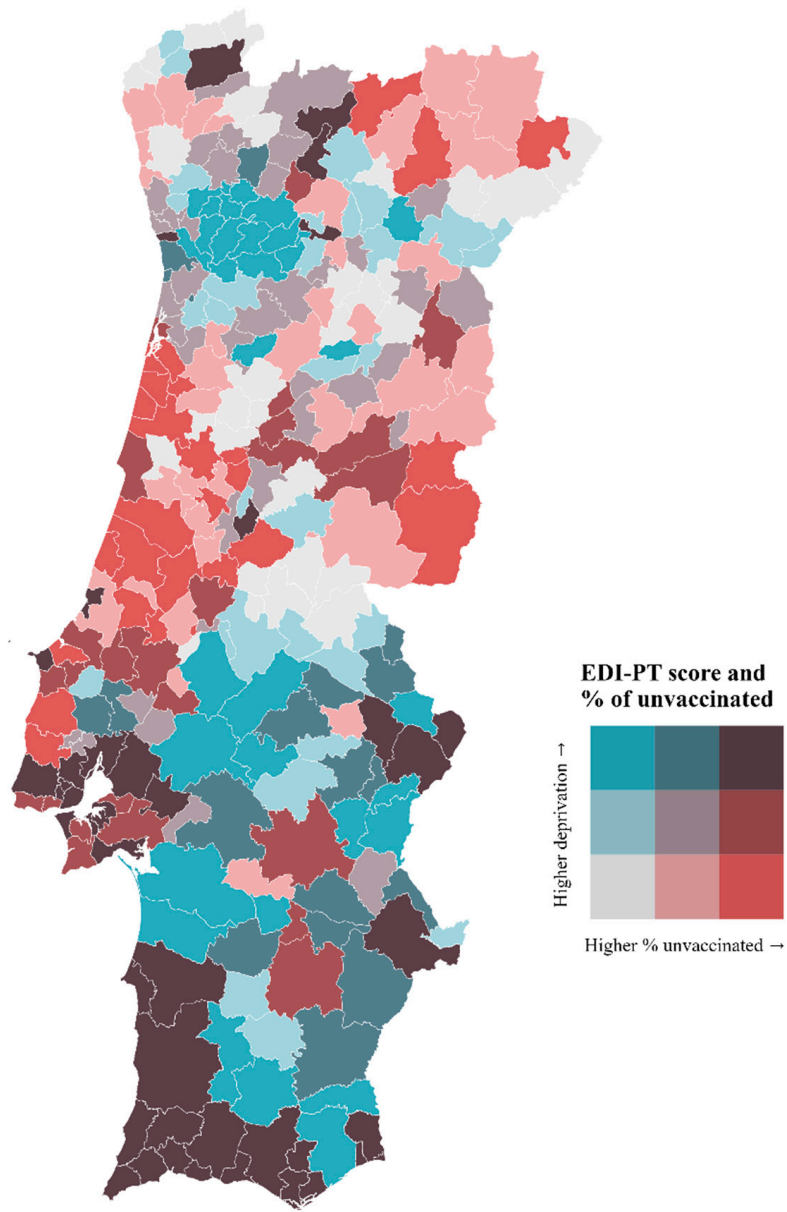 EDI-PT score and
% of unvaccinated
Higher deprivation →
Higher % unvaccinated →